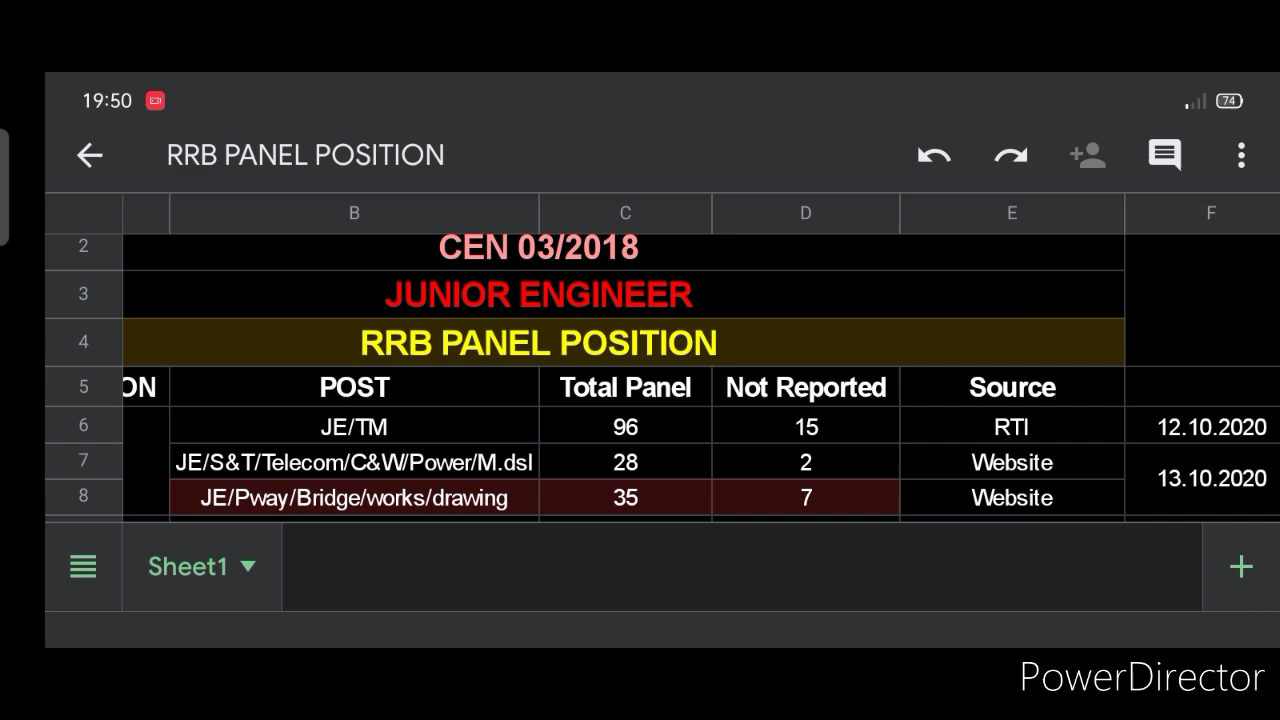 19:50 74
RRB PANEL POSITION
B C D E F
2 CEN 03/2018
3 JUNIOR ENGINEER
4 RRB PANEL POSITION
5 ON POST Total Panel Not Reported Source
6 JE/TM 96 15 RTI 12.10.2020
7 JE/S&T/Telecom/C&W/Power/M.dsl 28 2 Website
13.10.2020
8 JE/Pway/Bridge/works/drawing 35 7 Website
Sheet1
PowerDirector